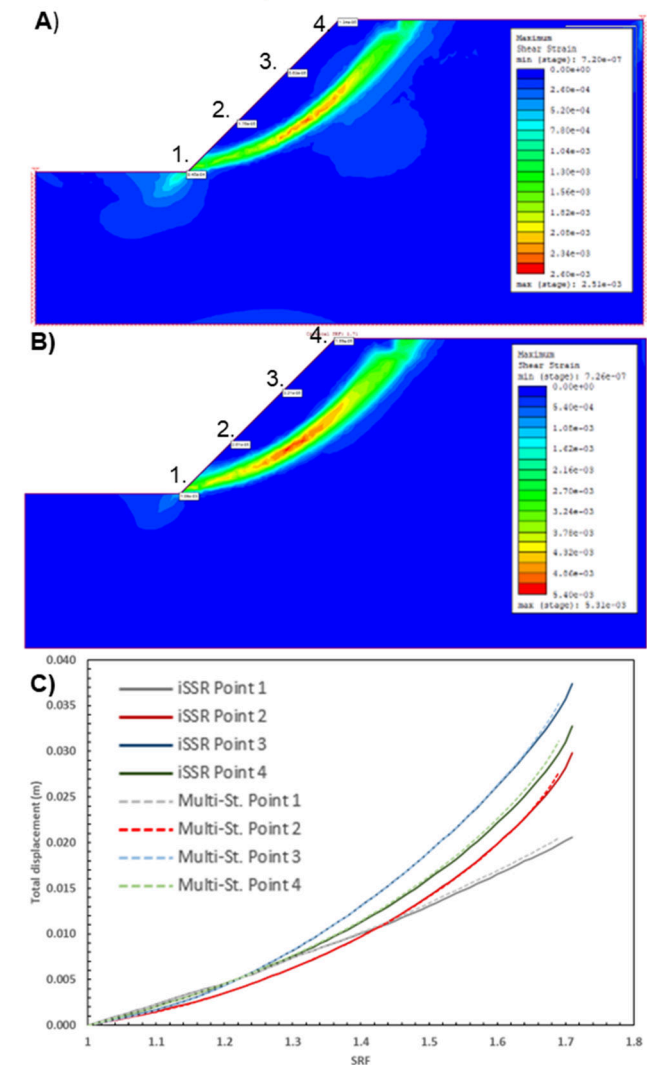 A)
4.
3.
2.
1.
Maximum
Shear Strain
min (stage): 7.20e-07
0.00e+00
2.60e-04
5.20e-04
7.80e-04
1.04e-03
1.30e-03
1.56e-03
1.82e-03
2.08e-03
2.34e-03
2.60e-03
max (stage): 2.51e-03
B)
4.
3.
2.
1.
Maximum
Shear Strain
min (stage): 7.26e-07
0.00e+00
5.40e-04
1.08e-03
1.62e-03
2.16e-03
2.70e-03
3.24e-03
3.78e-03
4.32e-03
4.86e-03
5.40e-03
max (stage): 5.31e-03
C)
iSSR Point 1
iSSR Point 2
iSSR Point 3
iSSR Point 4
Multi-St. Point 1
Multi-St. Point 2
Multi-St. Point 3
Multi-St. Point 4
Total displacement (m)
0.040
0.035
0.030
0.025
0.020
0.015
0.010
0.005
0.000
1 1.1 1.2 1.3 1.4 1.5 1.6 1.7 1.8
SRF